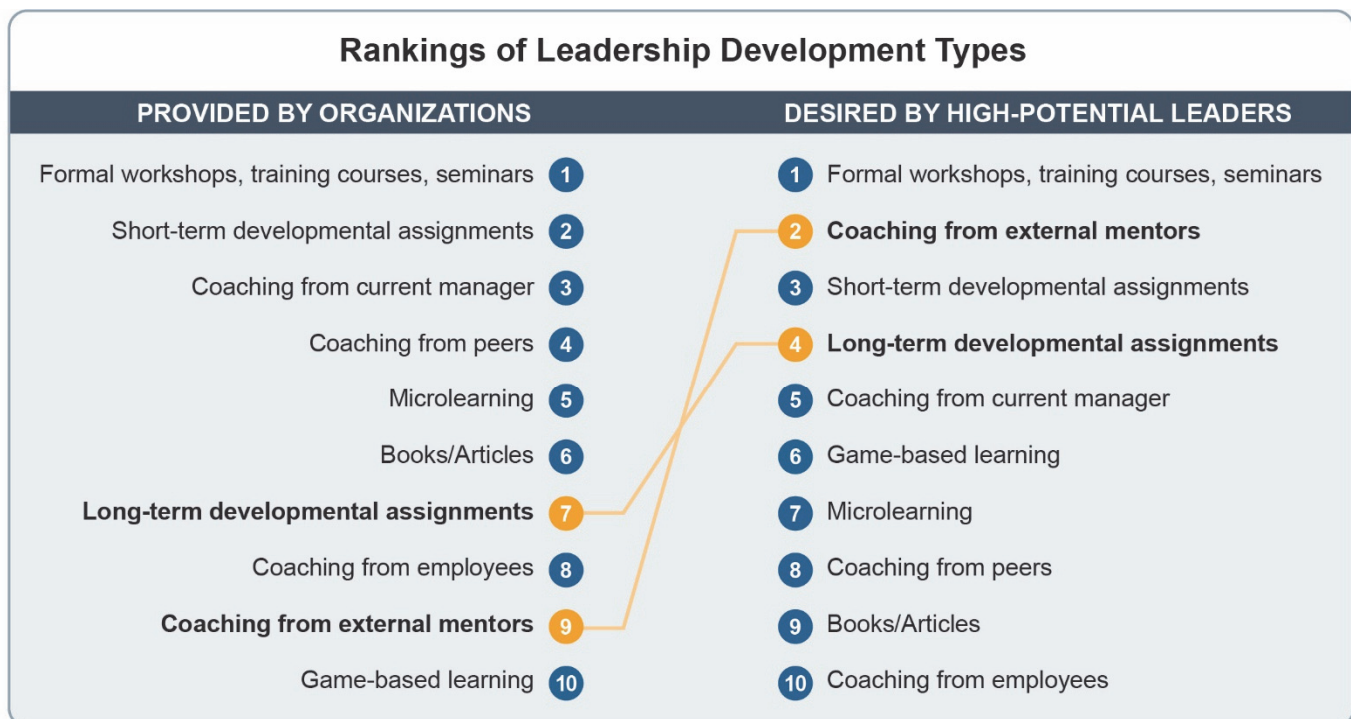 Rankings of Leadership Development Types
PROVIDED BY ORGANIZATIONS
DESIRED BY HIGH-POTENTIAL LEADERS
Formal workshops, training courses, seminars 1
1 Formal workshops, training courses, seminars
Short-term developmental assignments 2
2 Coaching from external mentors
Coaching from current manager 3
3 Short-term developmental assignments
Coaching from peers 4
4 Long-term developmental assignments
Microlearning 5
5 Coaching from current manager
Books/Articles 6
6 Game-based learning
Long-term developmental assignments 7
7 Microlearning
Coaching from employees 8
8 Coaching from peers
Coaching from external mentors 9
9 Books/Articles
Game-based learning 10
10 Coaching from employees